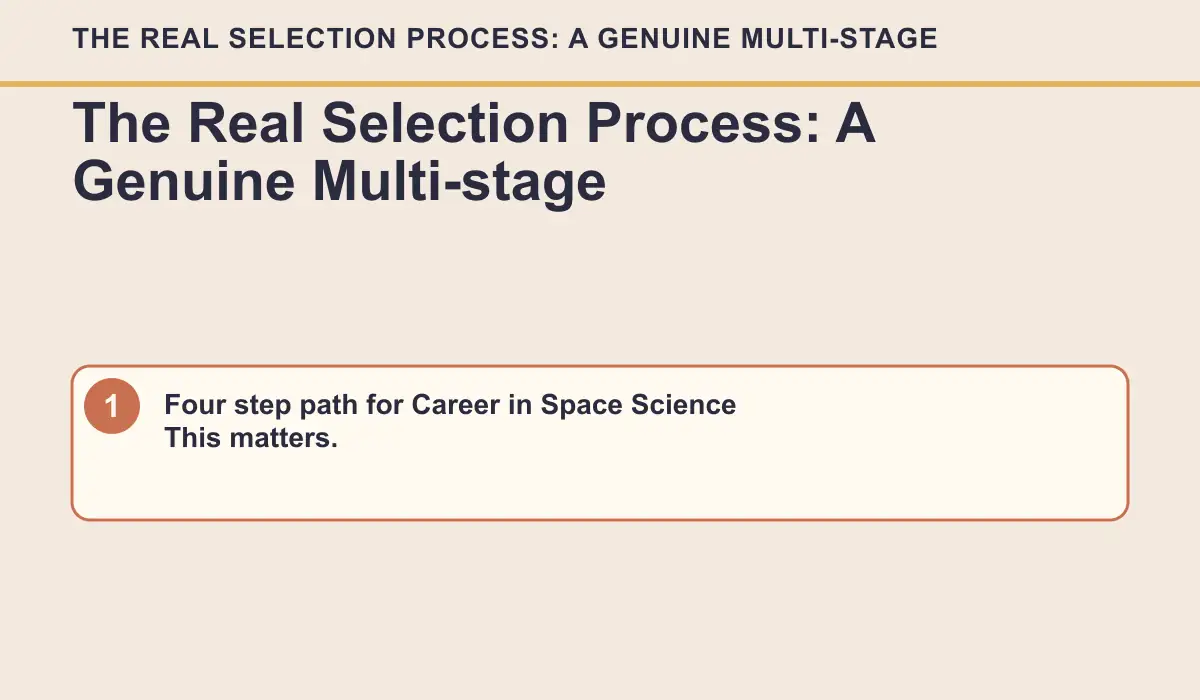 THE REAL SELECTION PROCESS: A GENUINE MULTI-STAGE
The Real Selection Process: A
Genuine Multi-stage
1
Four step path for Career in Space Science
This matters.